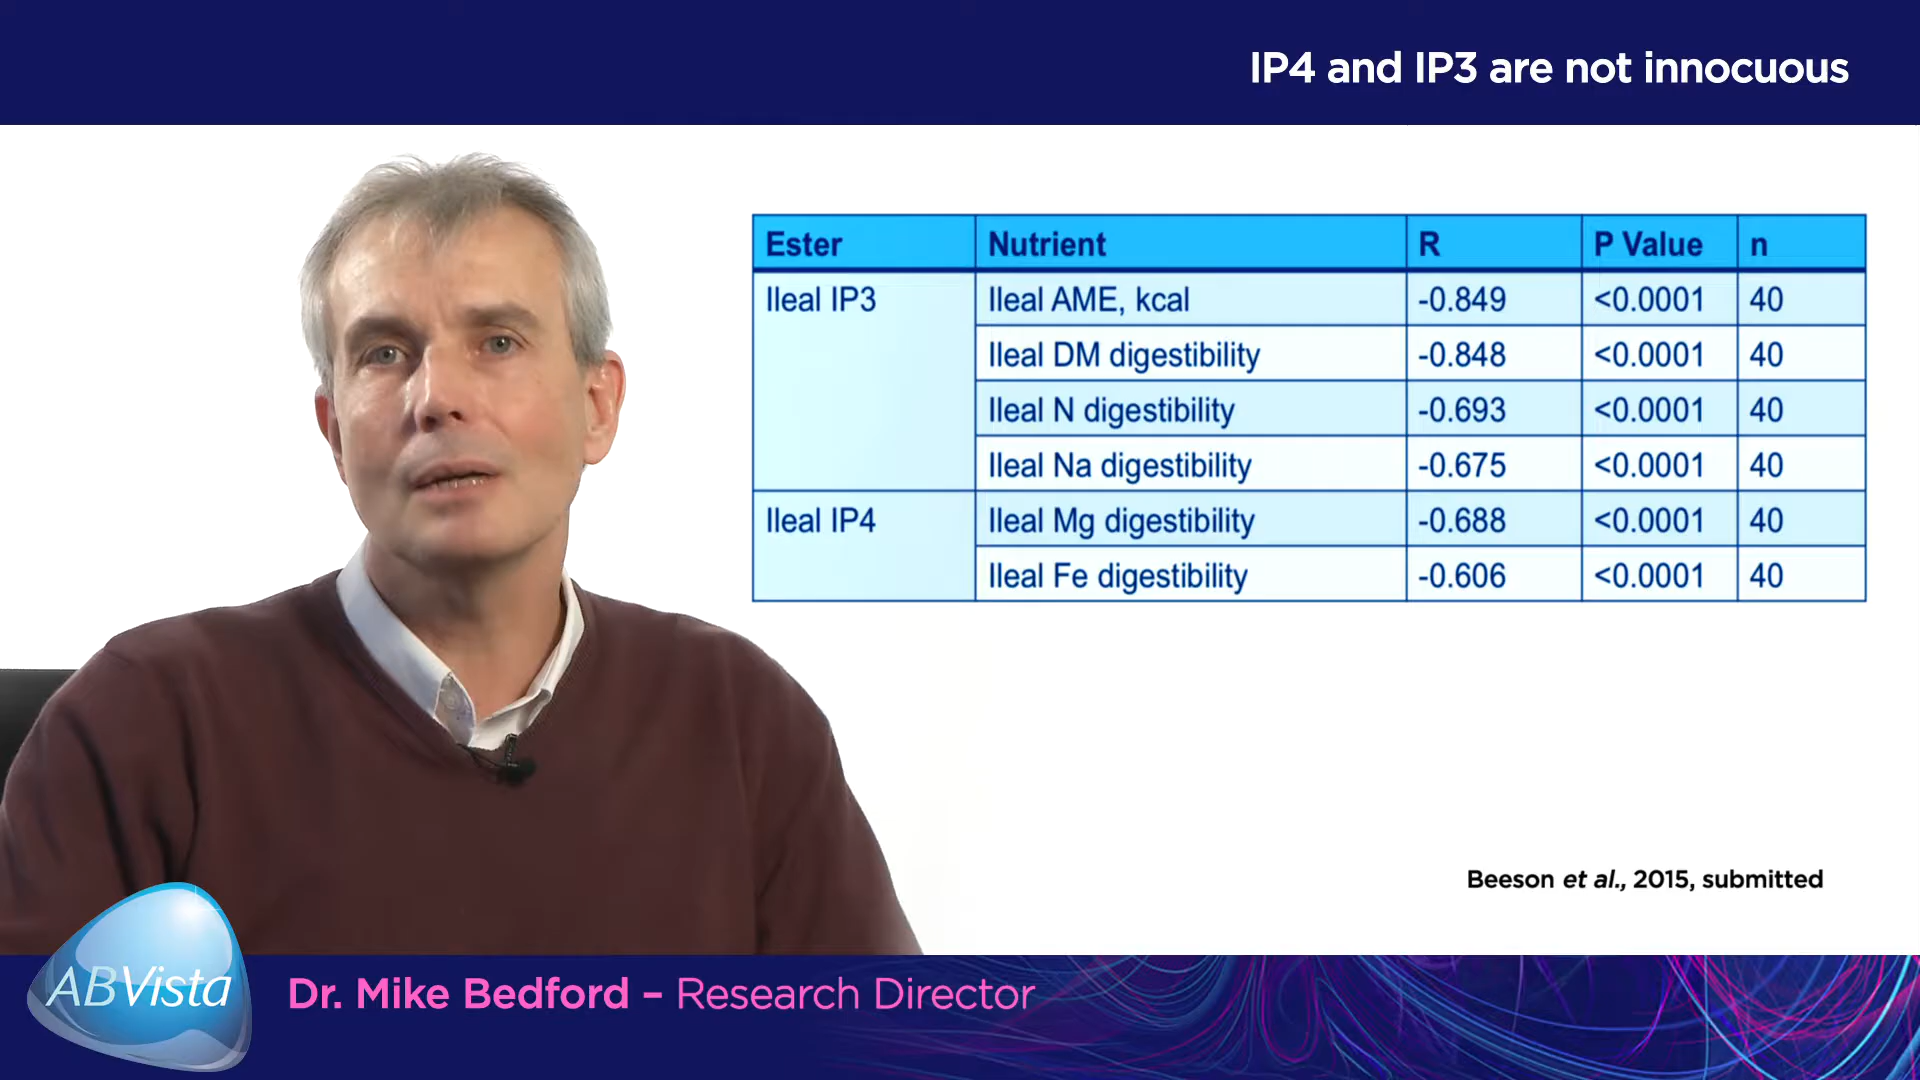 IP4 and IP3 are not innocuous
Ester Nutrient R P Value n
Ileal IP3 Ileal AME, kcal -0.849 <0.0001 40
Ileal DM digestibility -0.848 <0.0001 40
Ileal N digestibility -0.693 <0.0001 40
Ileal Na digestibility -0.675 <0.0001 40
Ileal IP4 Ileal Mg digestibility -0.688 <0.0001 40
Ileal Fe digestibility -0.606 <0.0001 40
Beeson et al., 2015, submitted
ABVista
Dr. Mike Bedford – Research Director